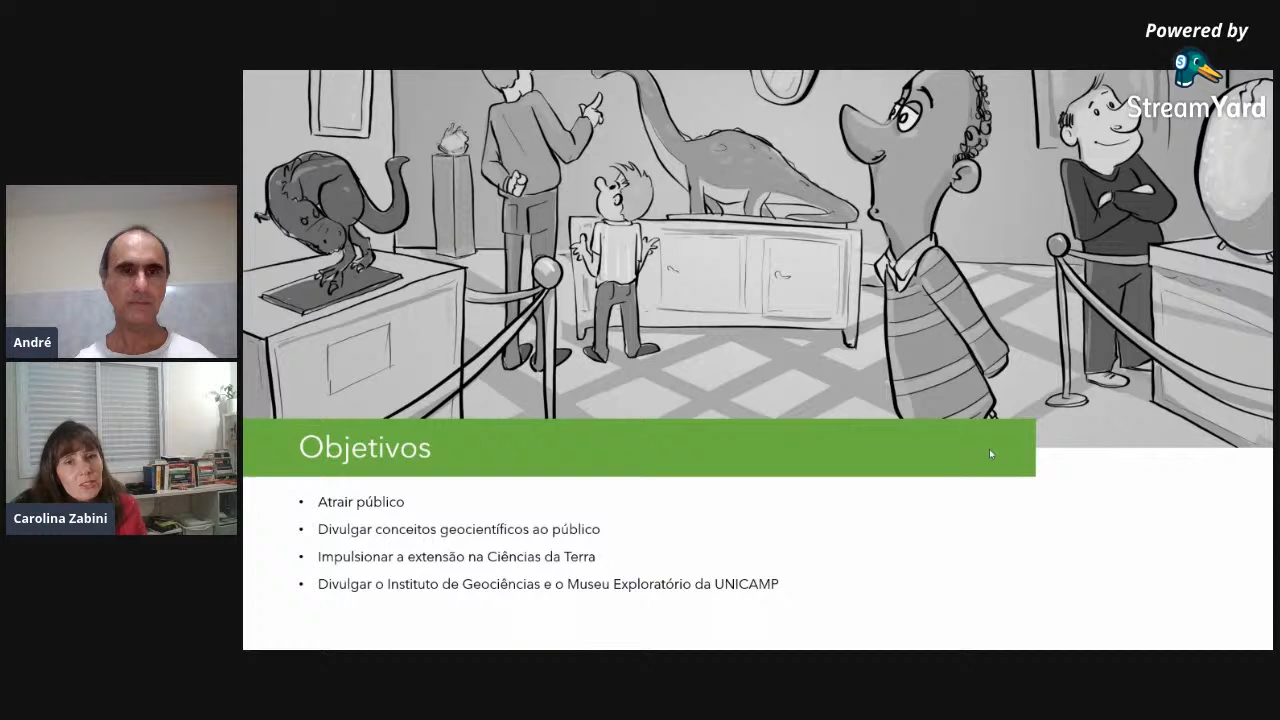 Powered by
StreamYard
André
Carolina Zabini
Objetivos
• Atrair público
• Divulgar conceitos geocientíficos ao público
• Impulsionar a extensão na Ciências da Terra
• Divulgar o Instituto de Geociências e o Museu Exploratório da UNICAMP